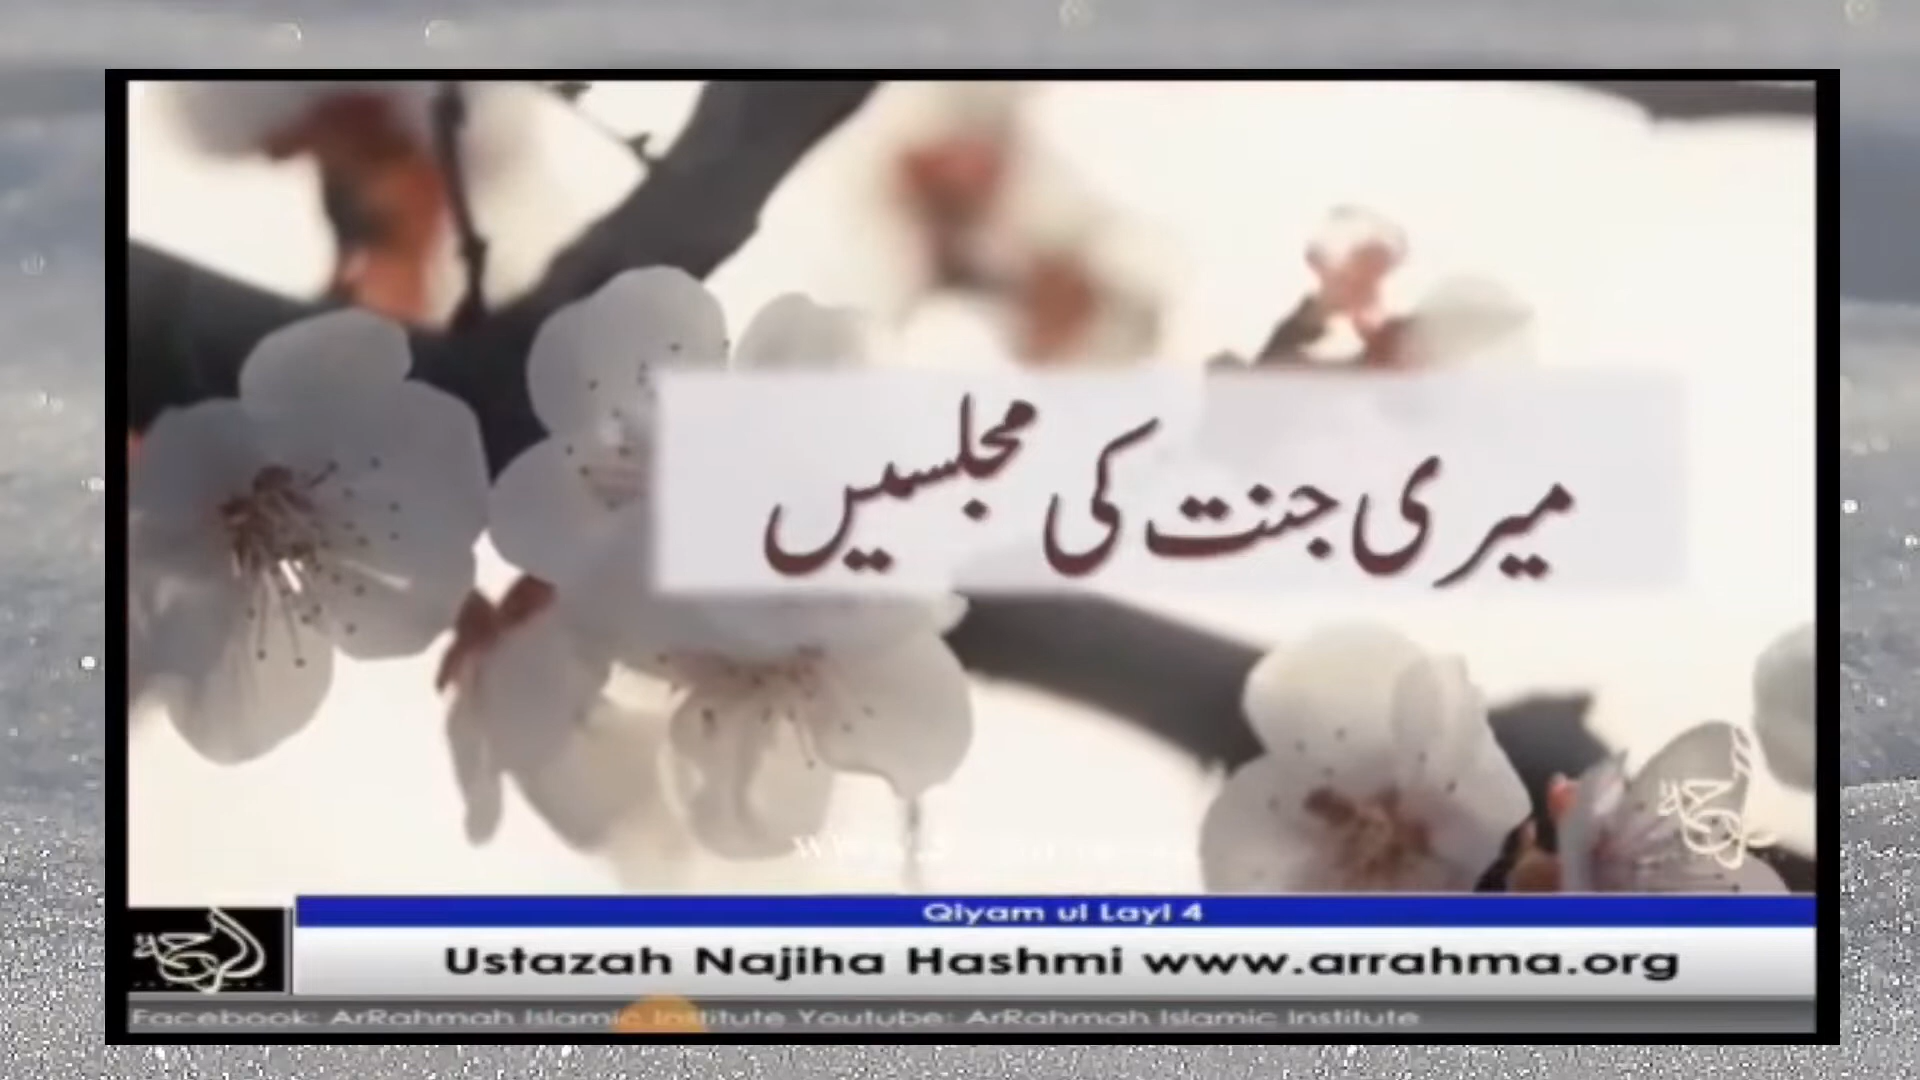 میری جنت کی مجلسیں
Qiyam ul Layl 4
Ustazah Najiha Hashmi www.arrahma.org
Facebook: ArRahmah Islamic Institute Youtube: ArRahmah Islamic Institute